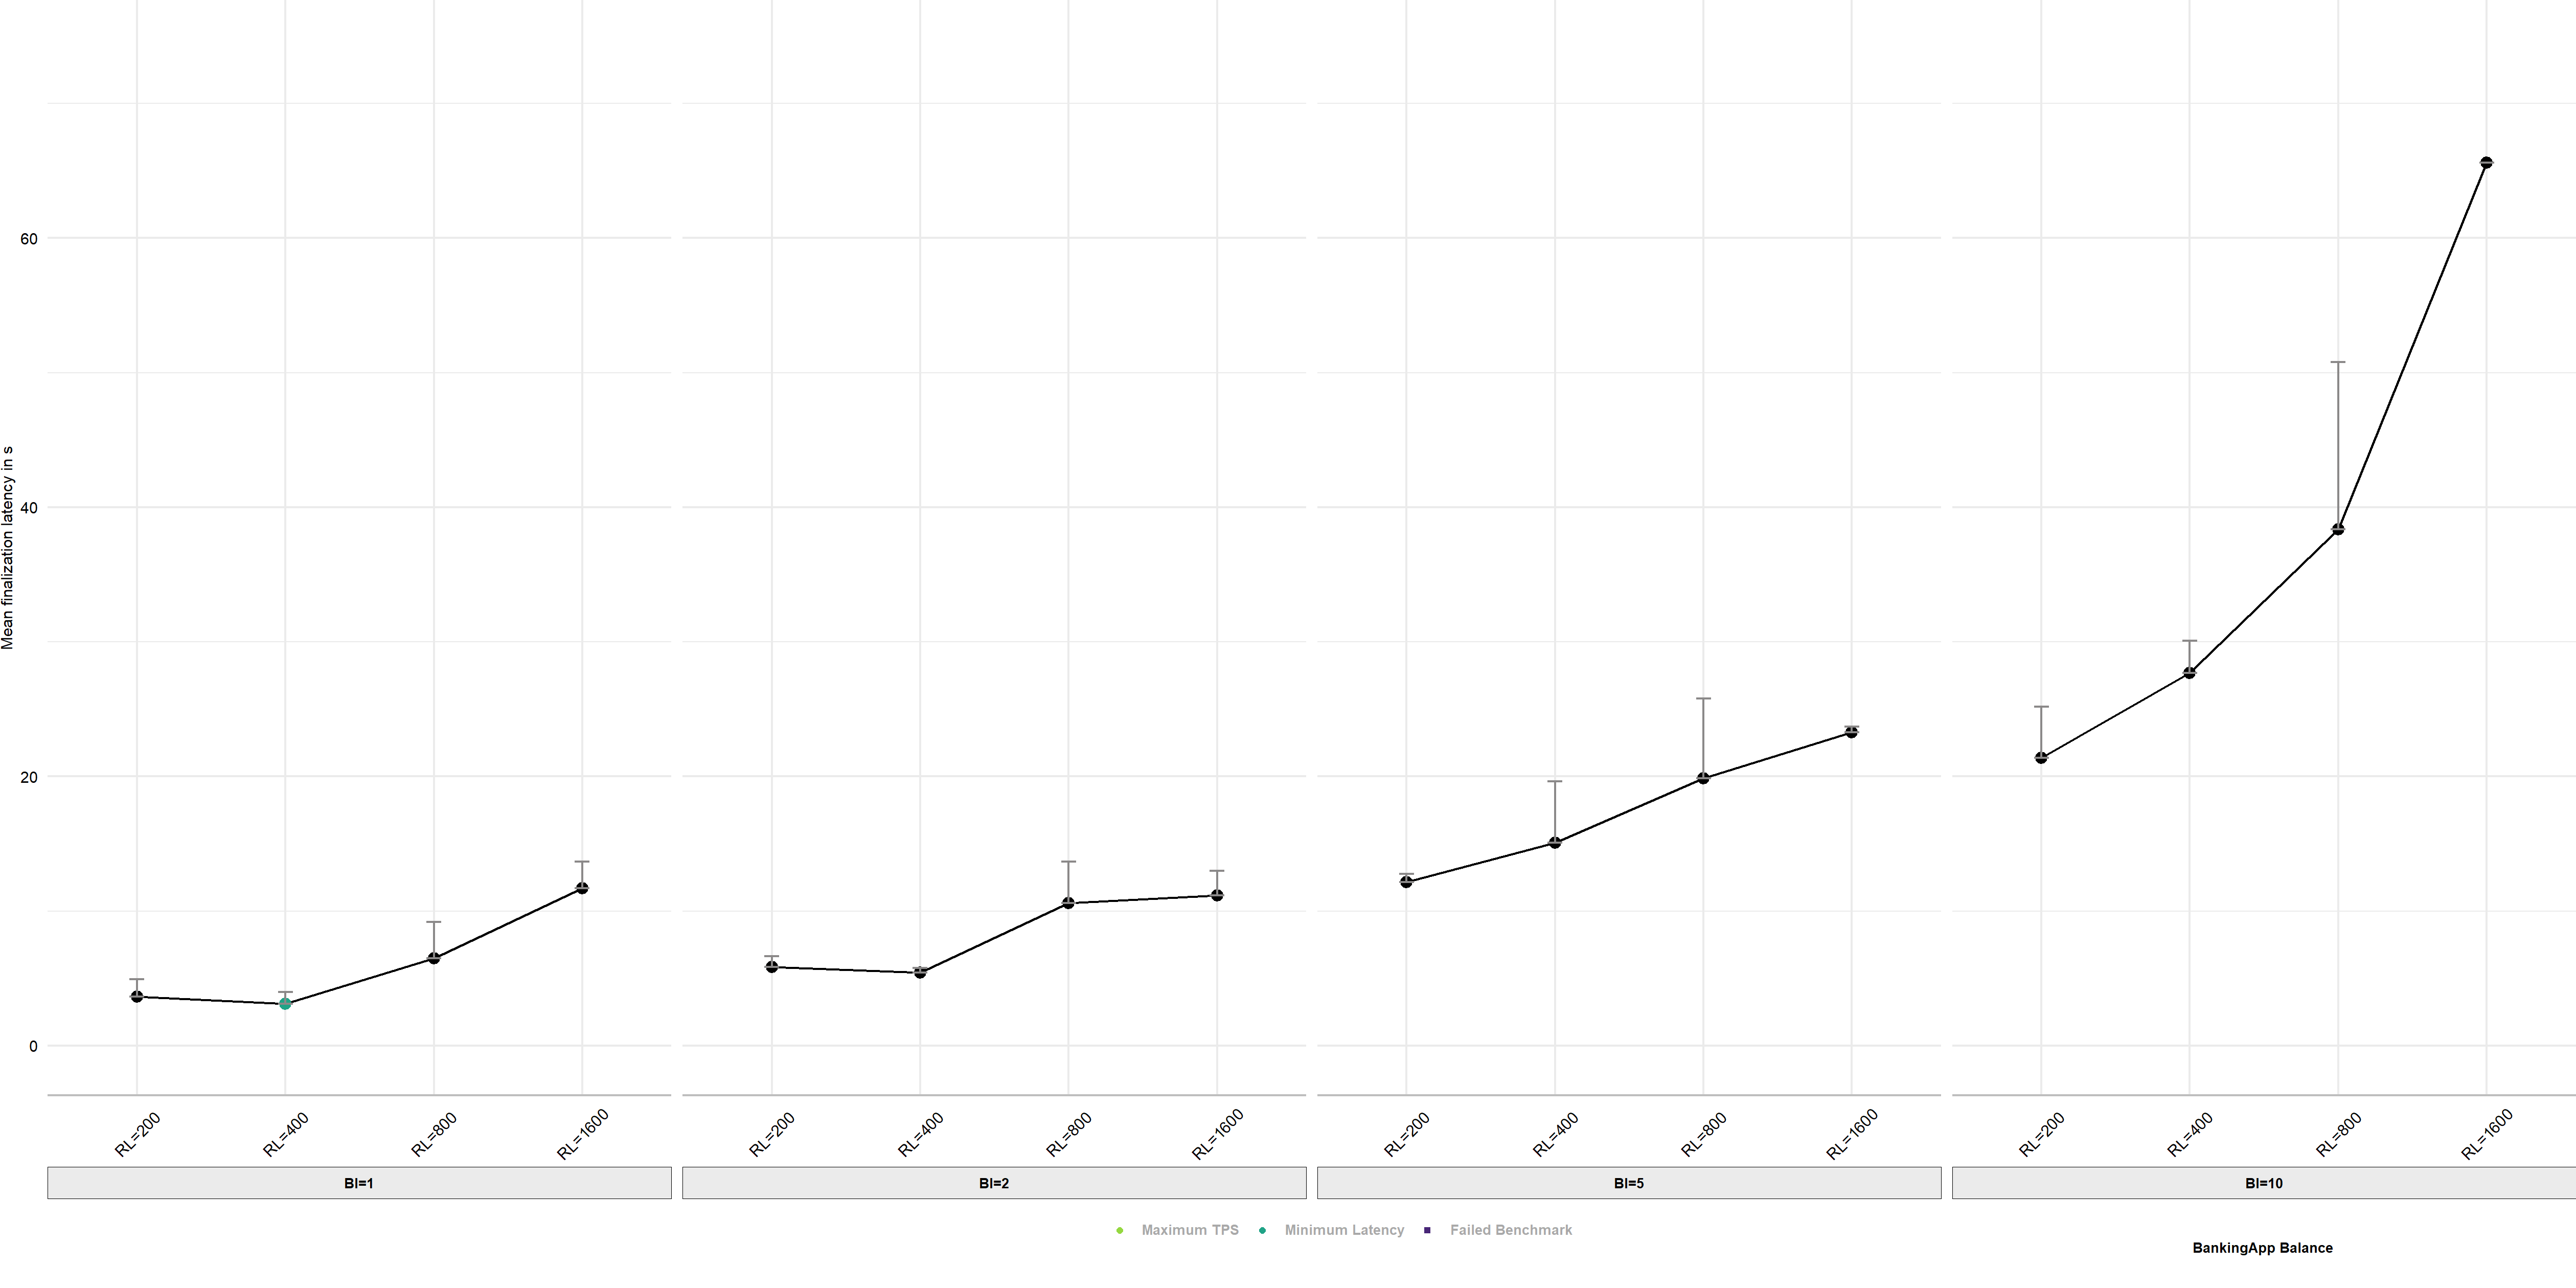 Mean finalization latency in s
60
40
20
0
RL=200 RL=400 RL=800 RL=1600 RL=200 RL=400 RL=800 RL=1600 RL=200 RL=400 RL=800 RL=1600 RL=200 RL=400 RL=800 RL=1600
BI=1 BI=2 BI=5 BI=10
Maximum TPS Minimum Latency Failed Benchmark
BankingApp Balance